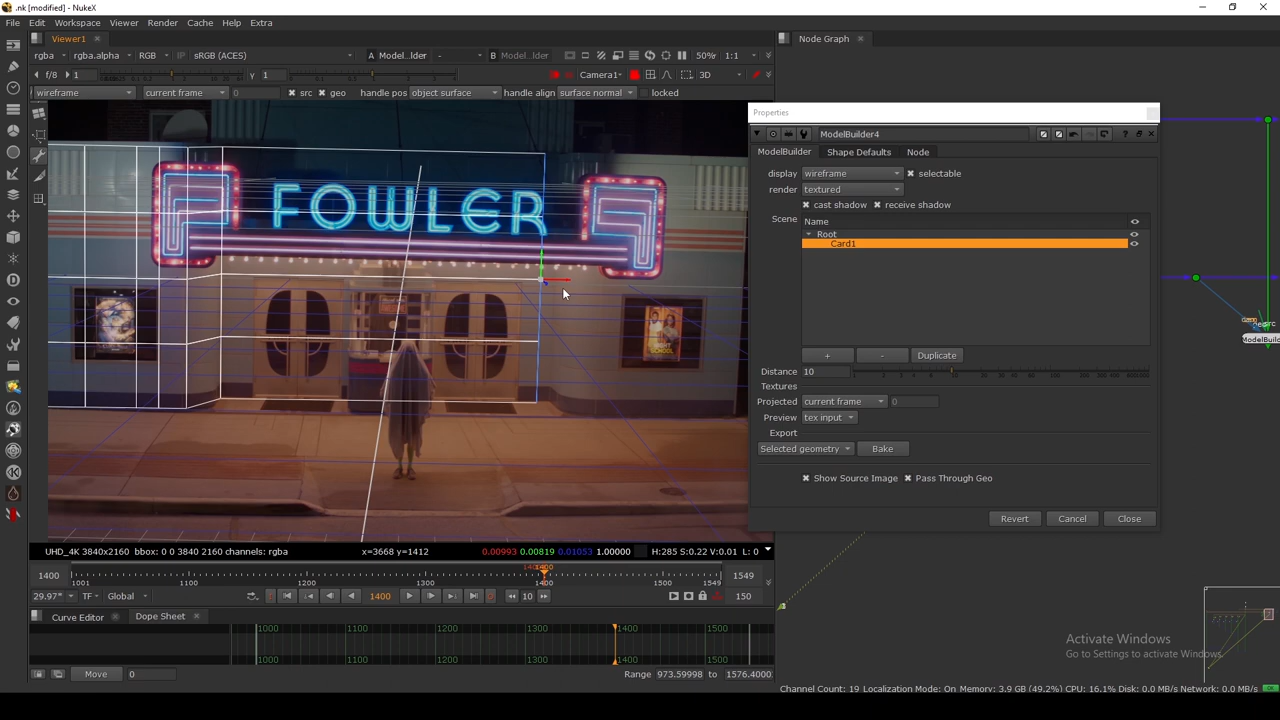 .nk [modified] - NukeX
File Edit Workspace Viewer Render Cache Help Extra
Viewer1
Node Graph
rgba rgba.alpha RGB IP sRGB (ACES) A Model...lder - B Model...lder 50% 1:1
f/8 1 Y 1 Camera1 3D
wireframe current frame 0 src geo handle pos object surface handle align surface normal locked
FOWLER
Properties
ModelBuilder4
ModelBuilder Shape Defaults Node
display wireframe selectable
render textured
cast shadow receive shadow
Scene Name
Root
Card1
+ - Duplicate
Distance 10
Textures
Projected current frame 0
Preview tex input
Export
Selected geometry Bake
Show Source Image Pass Through Geo
Revert Cancel Close
ModelBuil
UHD_4K 3840x2160 bbox: 0 0 3840 2160 channels: rgba x=3668 y=1412 0.00993 0.00819 0.01053 1.00000 H:285 S:0.22 V:0.01 L: 0
1400 1001 1100 1200 1300 1400 1500 1549 1549
29.97* TF Global 1400 10 150
Curve Editor Dope Sheet
1000 1100 1200 1300 1400 1500
1000 1100 1200 1300 1400 1500
Move 0 Range 973.59998 to 1576.4000
Activate Windows
Go to Settings to activate Windows.
Channel Count: 19 Localization Mode: On Memory: 3.9 GB (49.2%) CPU: 16.1% Disk: 0.0 MB/s Network: 0.0 MB/s